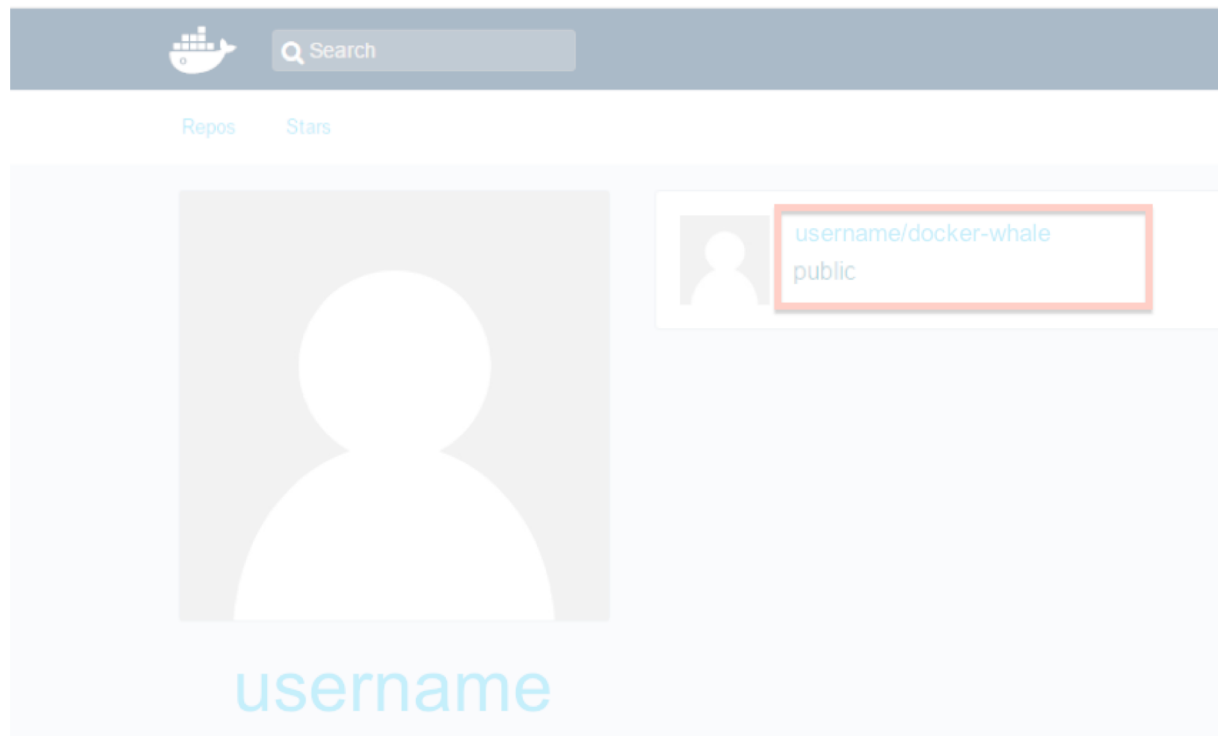 Search
Repos
Stars
username/docker-whale
public
username